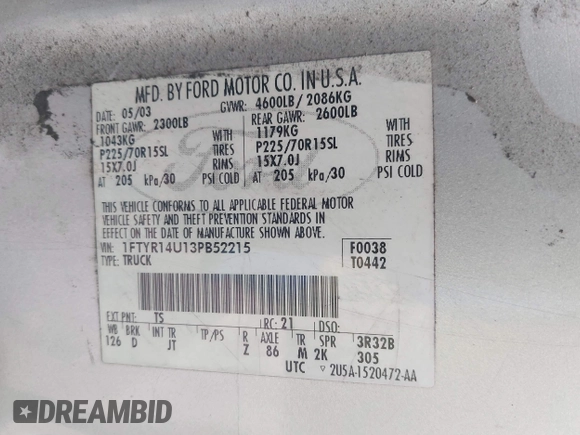 MFD. BY FORD MOTOR CO. IN U.S.A.
05/03 GVWR: 4600LB/ 2086KG
FRONT GAWR: 2300LB REAR GAWR: 2600LB
1043KG WITH 1179KG WITH
P225/70R15SL TIRES P225/70R15SL TIRES
15X7.0J RIMS 15X7.0J RIMS
AT 205 kPa/30 PSI COLD AT 205 kPa/30 PSI COLD
Ford
THIS VEHICLE CONFORMS TO ALL APPLICABLE FEDERAL MOTOR
VEHICLE SAFETY AND THEFT PREVENTION STANDARDS IN
EFFECT ON THE DATE OF MANUFACTURE SHOWN ABOVE.
VIN: 1FTYR14U13PB52215 F0038
TYPE: TRUCK T0442
EXT PNT: TS RC: 21 DSO:
WB BRK INT TR TP/PS R AXLE TR SPR 3R32B
126 D JT Z 86 M 2K 305
UTC ▽ 2U5A-1520472-AA
DREAMBID